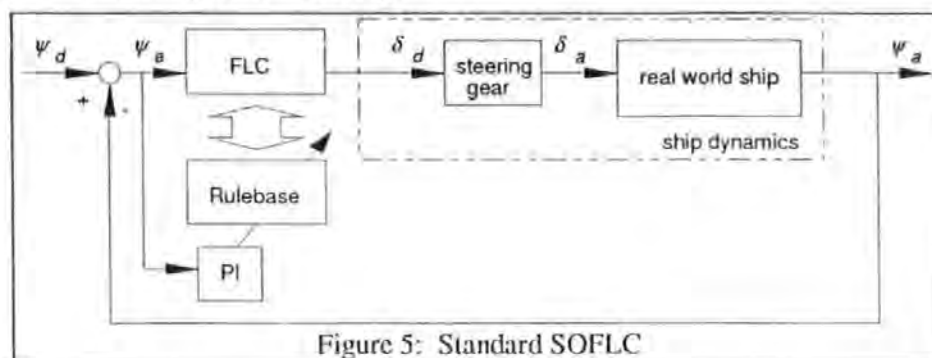 ψ d
ψ e
FLC
δ d
steering
gear
δ a
real world ship
ψ a
+
-
ship dynamics
Rulebase
PI
Figure 5: Standard SOFLC